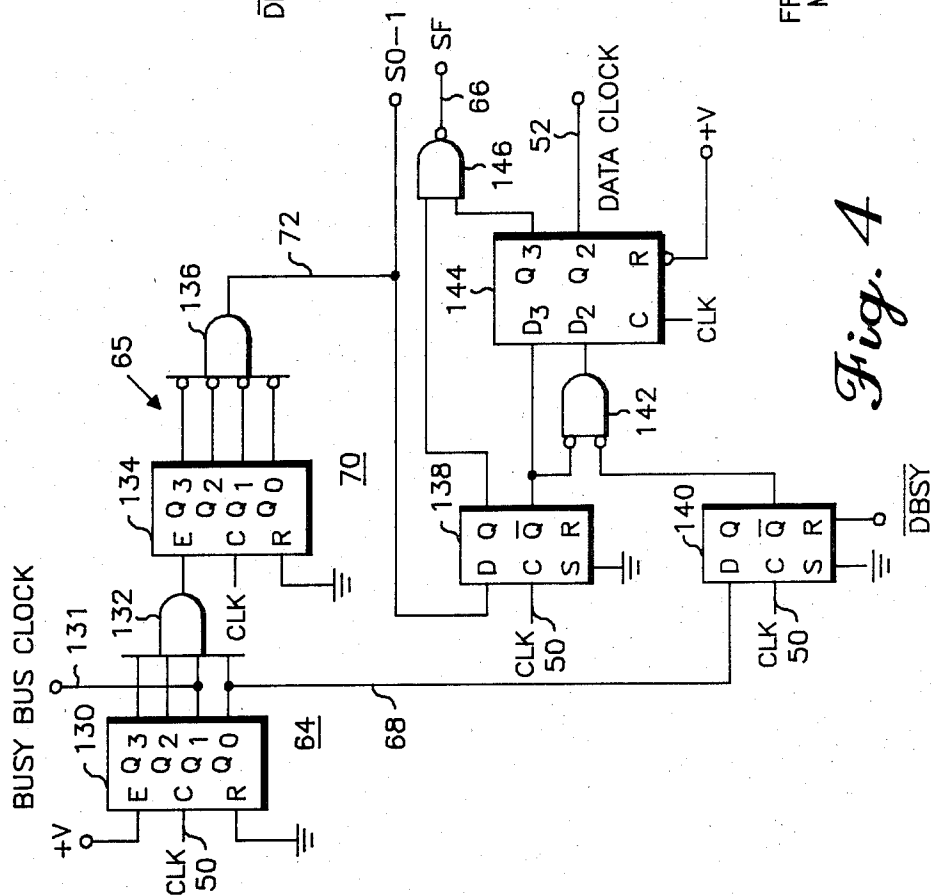 BUSY BUS CLOCK
131
+V
130
E Q3
Q2
C Q1
Q0
R
CLK
50
64
132
CLK
134
E Q3
Q2
C Q1
Q0
R
70
65
136
72
68
S0-1
SF
66
146
138
D Q
C Q̅
S R
CLK
50
142
144
D3 Q3
D2 Q2
C R
CLK
52
DATA CLOCK
+V
140
D Q
C Q̅
S R
CLK
50
D̅B̅S̅Y̅
Fig. 4